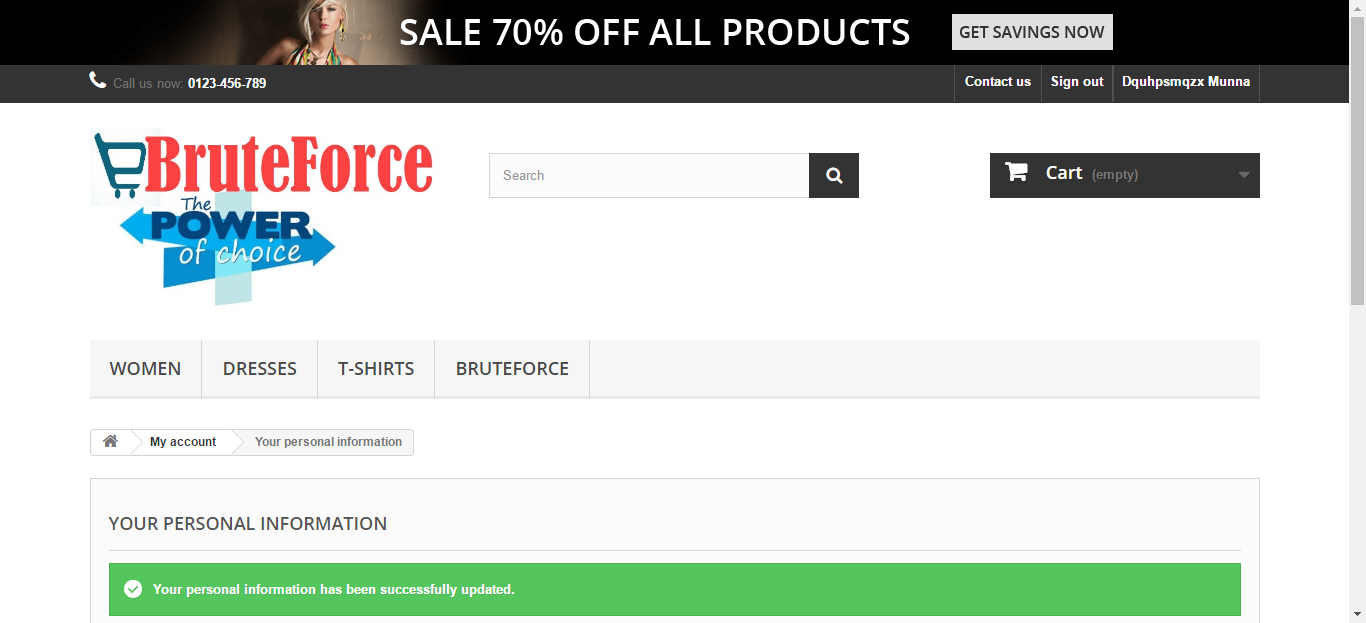 SALE 70% OFF ALL PRODUCTS GET SAVINGS NOW
Call us now: 0123-456-789 Contact us Sign out Dquhpsmqzx Munna
BruteForce
The
POWER
of choice
Search
Cart (empty)
WOMEN DRESSES T-SHIRTS BRUTEFORCE
My account Your personal information
YOUR PERSONAL INFORMATION
Your personal information has been successfully updated.